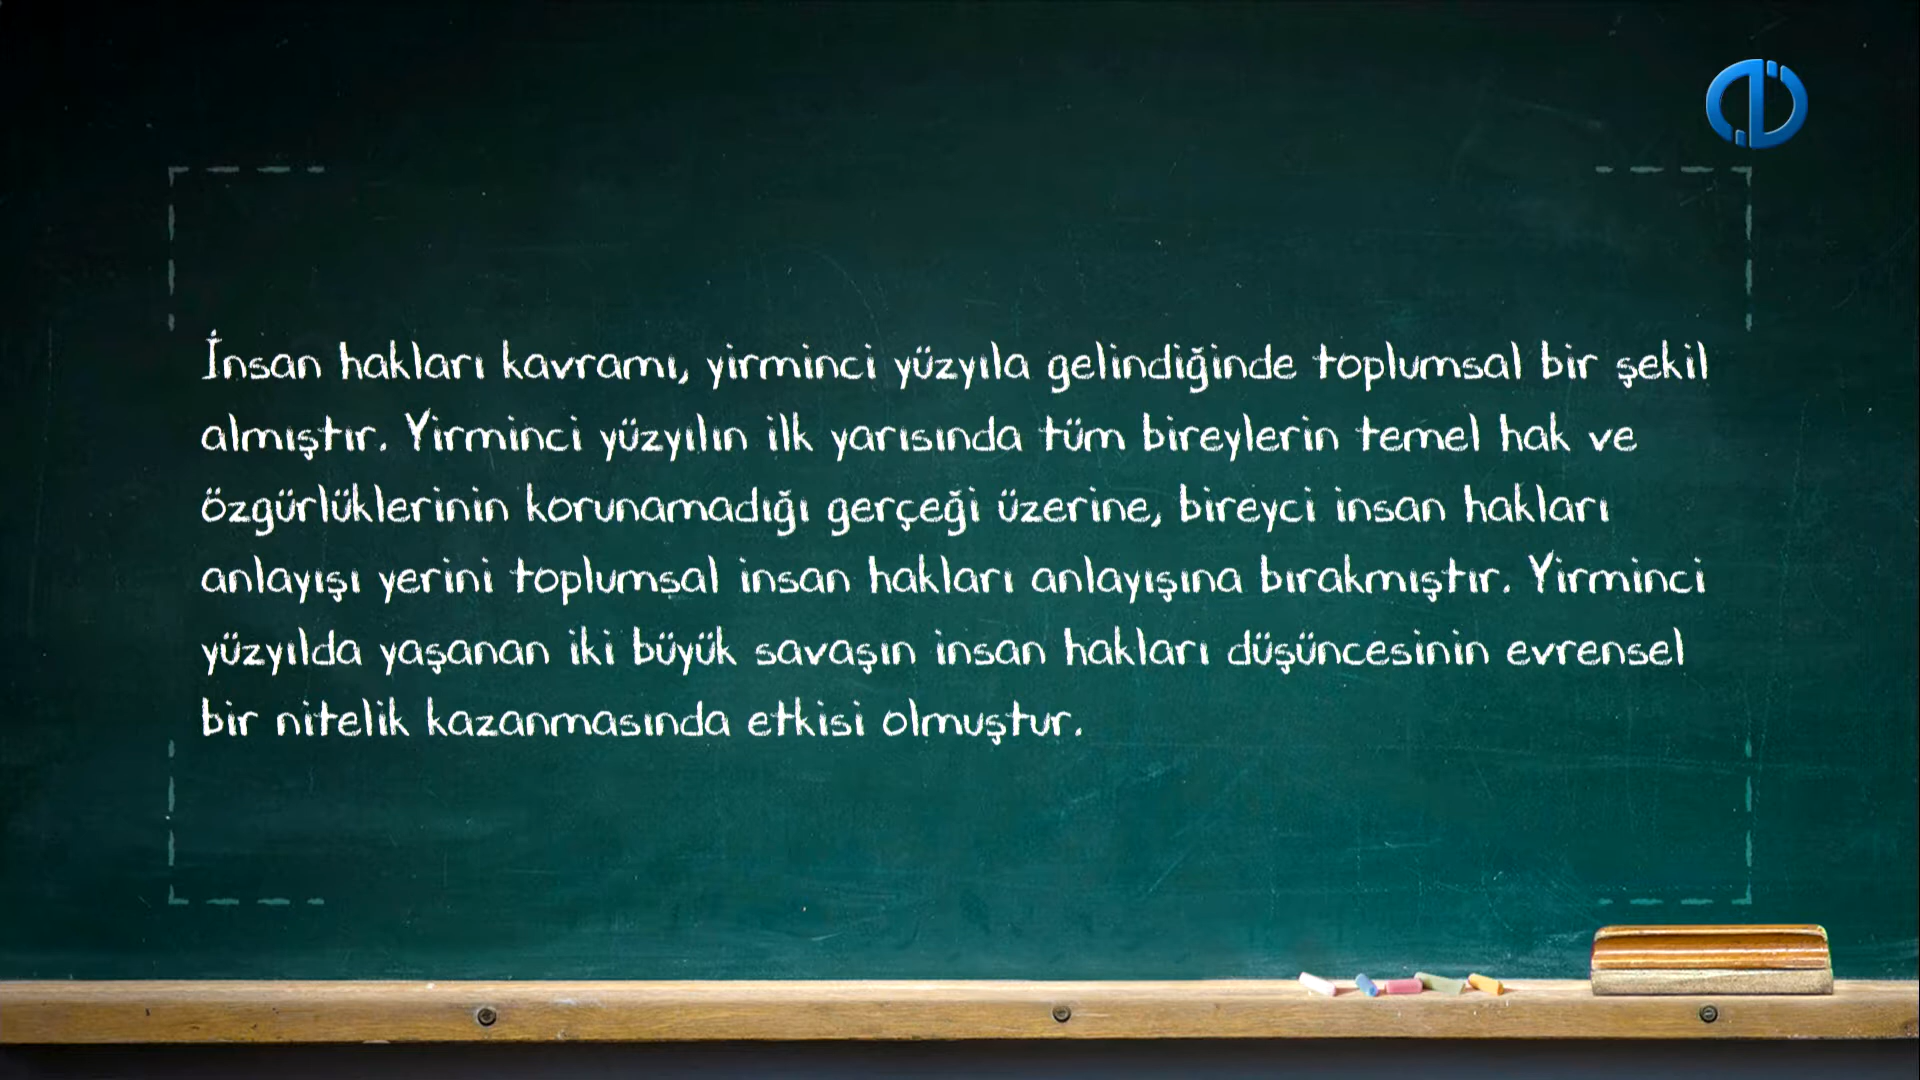 İnsan hakları kavramı, yirminci yüzyıla gelindiğinde toplumsal bir şekil
almıştır. Yirminci yüzyılın ilk yarısında tüm bireylerin temel hak ve
özgürlüklerinin korunamadığı gerçeği üzerine, bireyci insan hakları
anlayışı yerini toplumsal insan hakları anlayışına bırakmıştır. Yirminci
yüzyılda yaşanan iki büyük savaşın insan hakları düşüncesinin evrensel
bir nitelik kazanmasında etkisi olmuştur.